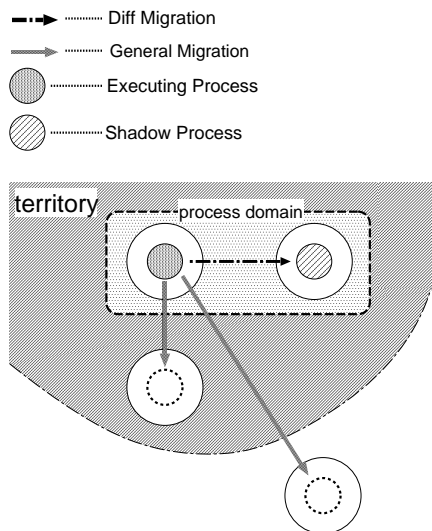 Diff Migration
General Migration
Executing Process
Shadow Process
territory
process domain